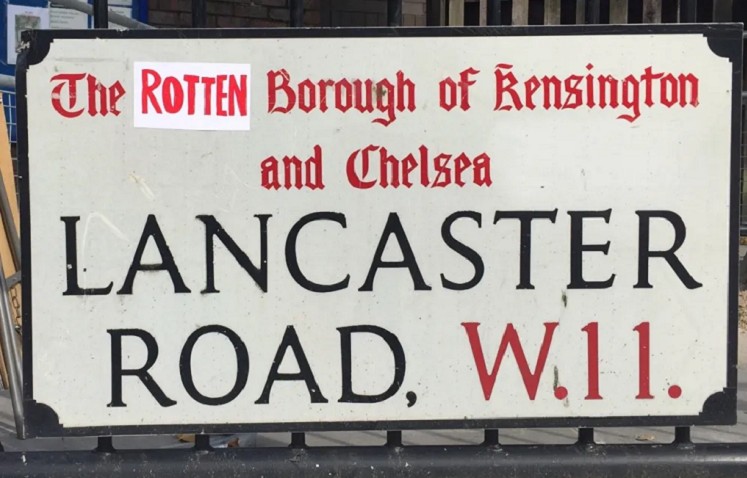 The ROTTEN Borough of Kensington
and Chelsea
LANCASTER
ROAD, W.11.